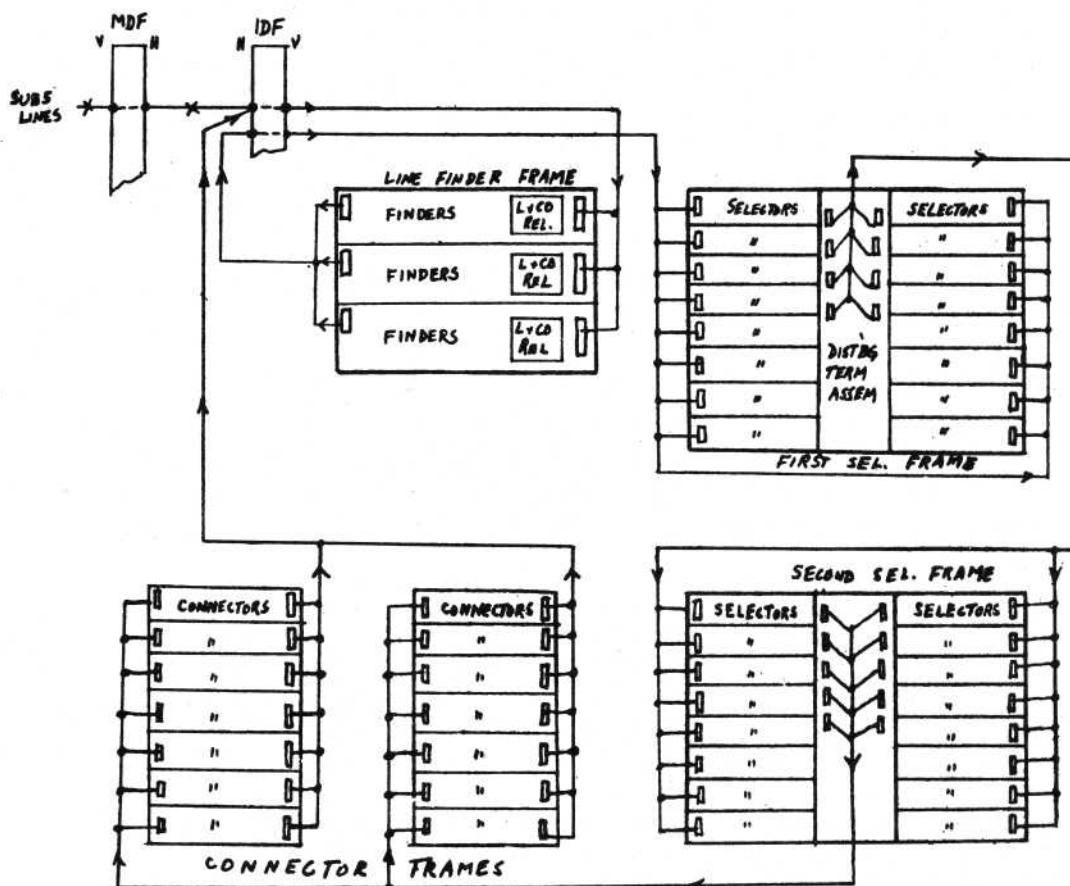 MDF
IDF
V H
H V
SUBS
LINES
LINE FINDER FRAME
FINDERS
L+CO
REL.
FINDERS
L+CO
REL
FINDERS
L+CO
REL
SELECTORS
"
"
"
"
"
"
"
DISTBG
TERM
ASSEM
SELECTORS
"
"
"
"
"
"
"
FIRST SEL. FRAME
SECOND SEL. FRAME
SELECTORS
"
"
"
"
"
"
"
SELECTORS
"
"
"
"
"
"
"
CONNECTORS
"
"
"
"
"
"
CONNECTORS
"
"
"
"
"
"
CONNECTOR FRAMES